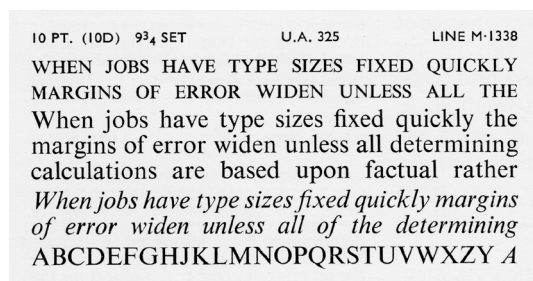 10 PT. (10D) 9¾ SET U.A. 325 LINE M·1338
WHEN JOBS HAVE TYPE SIZES FIXED QUICKLY
MARGINS OF ERROR WIDEN UNLESS ALL THE
When jobs have type sizes fixed quickly the
margins of error widen unless all determining
calculations are based upon factual rather
When jobs have type sizes fixed quickly margins
of error widen unless all of the determining
ABCDEFGHJKLMNOPQRSTUVWXZY A